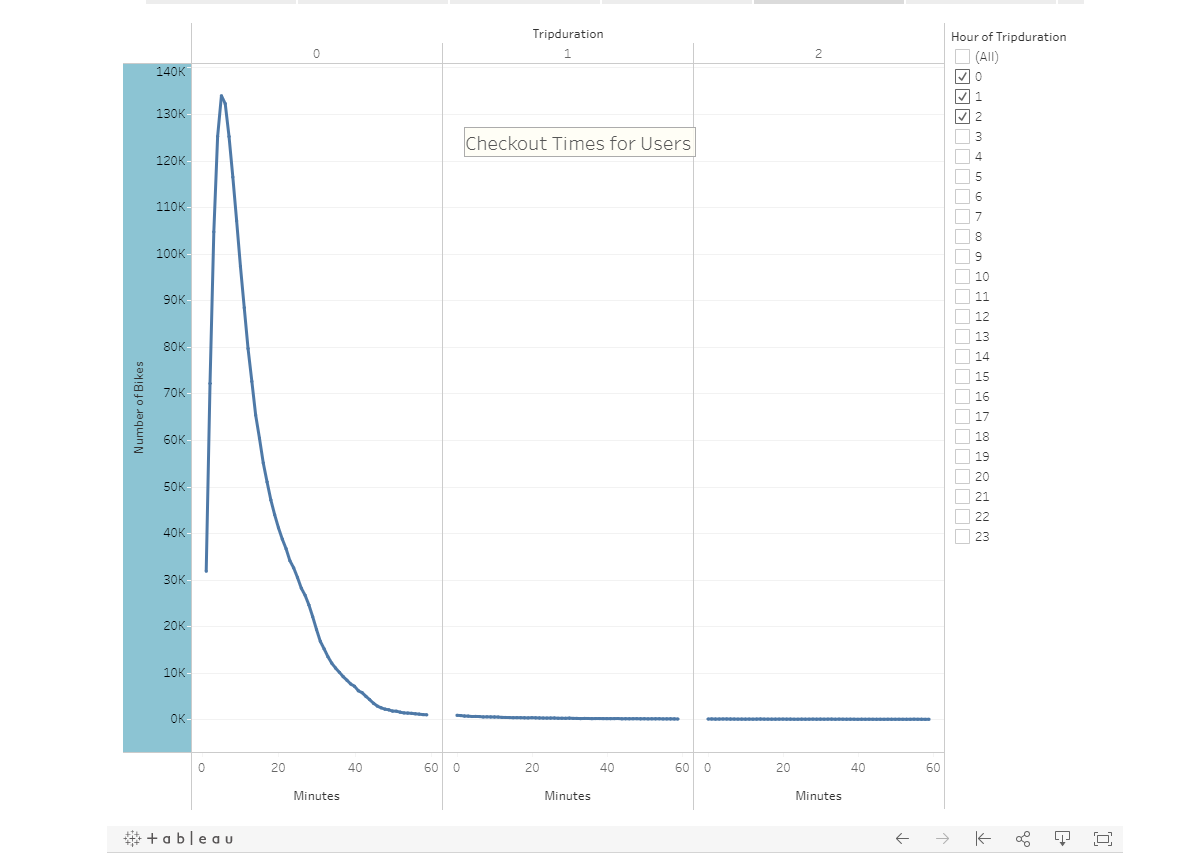 Tripduration
0 1 2
Checkout Times for Users
Number of Bikes
140K
130K
120K
110K
100K
90K
80K
70K
60K
50K
40K
30K
20K
10K
0K
0 20 40 60 0 20 40 60 0 20 40 60
Minutes Minutes Minutes
Hour of Tripduration
(All)
0
1
2
3
4
5
6
7
8
9
10
11
12
13
14
15
16
17
18
19
20
21
22
23
+ableau